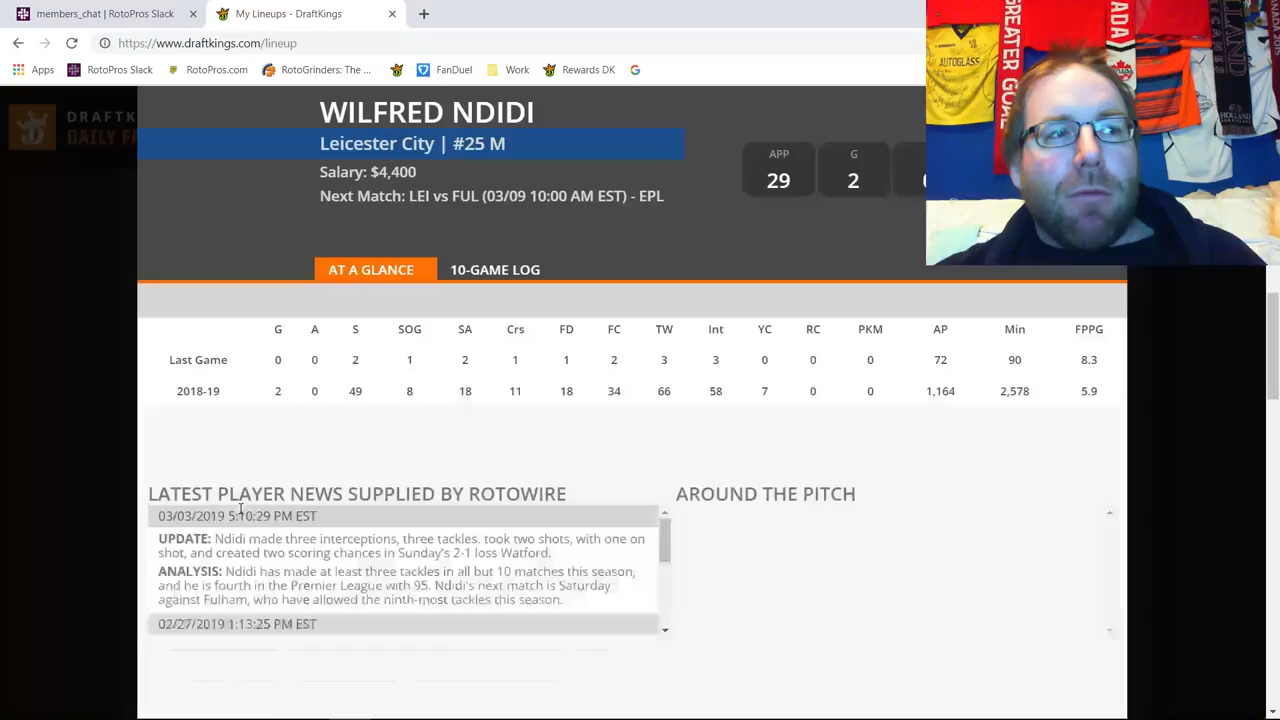 members_chat | RotoPros Slack
My Lineups - DraftKings
https://www.draftkings.com/lineup
Apps
RotoPros Slack
RotoPros.com
RotoGrinders: The ...
FanDuel
Work
Rewards DK
DRAFTK
DAILY FA
WILFRED NDIDI
Leicester City | #25 M
Salary: $4,400
Next Match: LEI vs FUL (03/09 10:00 AM EST) - EPL
APP G
29 2
AT A GLANCE 10-GAME LOG
G A S SOG SA Crs FD FC TW Int YC RC PKM AP Min FPPG
Last Game 0 0 2 1 2 1 1 2 3 3 0 0 0 72 90 8.3
2018-19 2 0 49 8 18 11 18 34 66 58 7 0 0 1,164 2,578 5.9
LATEST PLAYER NEWS SUPPLIED BY ROTOWIRE
03/03/2019 5:10:29 PM EST
UPDATE: Ndidi made three interceptions, three tackles. took two shots, with one on
shot, and created two scoring chances in Sunday's 2-1 loss Watford.
ANALYSIS: Ndidi has made at least three tackles in all but 10 matches this season,
and he is fourth in the Premier League with 95. Ndidi's next match is Saturday
against Fulham, who have allowed the ninth-most tackles this season.
02/27/2019 1:13:25 PM EST
AROUND THE PITCH
AUTOGLASS
GREATER GOAL
ADA
CANADA
HOLLAND